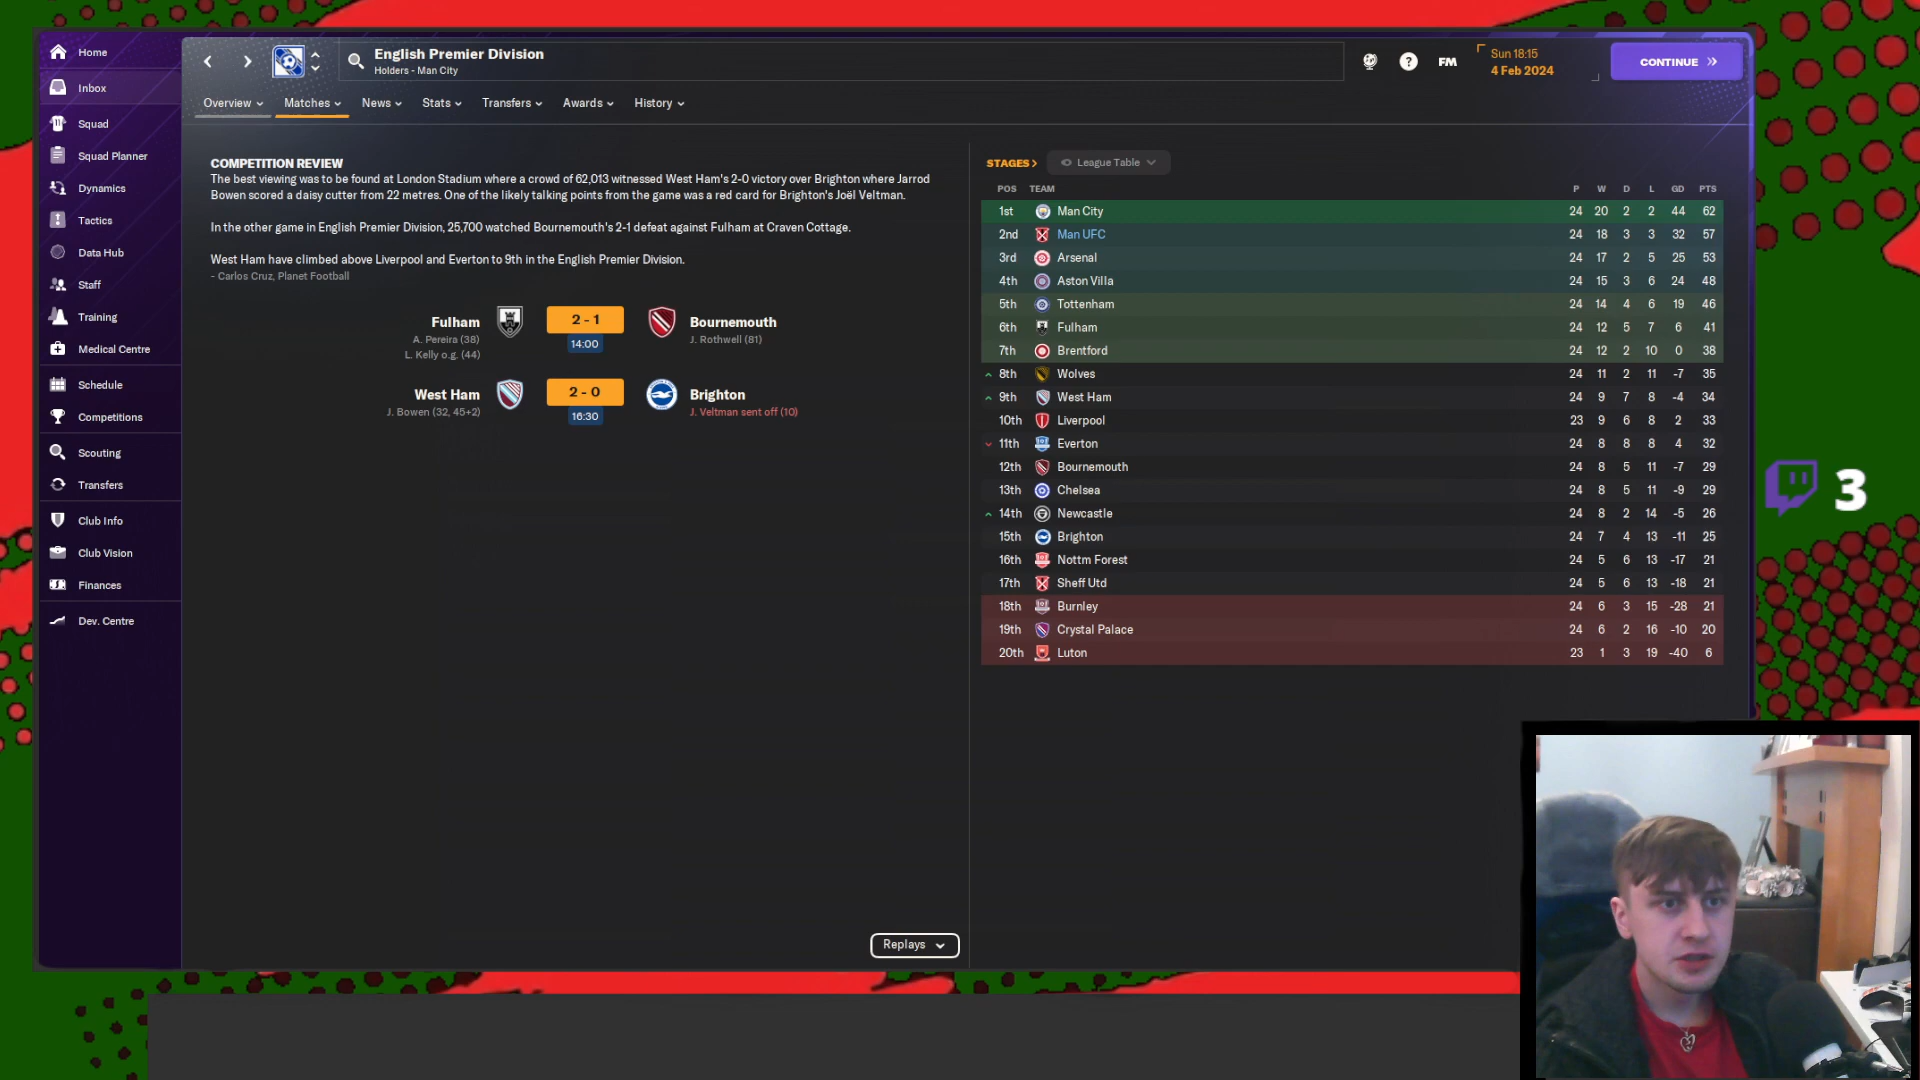 Home
Inbox
Squad
Squad Planner
Dynamics
Tactics
Data Hub
Staff
Training
Medical Centre
Schedule
Competitions
Scouting
Transfers
Club Info
Club Vision
Finances
Dev. Centre
English Premier Division
Holders - Man City
?
FM
Sun 18:15
4 Feb 2024
CONTINUE
Overview
Matches
News
Stats
Transfers
Awards
History
COMPETITION REVIEW
The best viewing was to be found at London Stadium where a crowd of 62,013 witnessed West Ham's 2-0 victory over Brighton where Jarrod
Bowen scored a daisy cutter from 22 metres. One of the likely talking points from the game was a red card for Brighton's Joël Veltman.
In the other game in English Premier Division, 25,700 watched Bournemouth's 2-1 defeat against Fulham at Craven Cottage.
West Ham have climbed above Liverpool and Everton to 9th in the English Premier Division.
- Carlos Cruz, Planet Football
Fulham 2 - 1 Bournemouth
A. Pereira (38) 14:00 J. Rothwell (81)
L. Kelly o.g. (44)
West Ham 2 - 0 Brighton
J. Bowen (32, 45+2) 16:30 J. Veltman sent off (10)
Replays
STAGES> League Table
POS TEAM P W D L GD PTS
1st Man City 24 20 2 2 44 62
2nd Man UFC 24 18 3 3 32 57
3rd Arsenal 24 17 2 5 25 53
4th Aston Villa 24 15 3 6 24 48
5th Tottenham 24 14 4 6 19 46
6th Fulham 24 12 5 7 6 41
7th Brentford 24 12 2 10 0 38
8th Wolves 24 11 2 11 -7 35
9th West Ham 24 9 7 8 -4 34
10th Liverpool 23 9 6 8 2 33
11th Everton 24 8 8 8 4 32
12th Bournemouth 24 8 5 11 -7 29
13th Chelsea 24 8 5 11 -9 29
14th Newcastle 24 8 2 14 -5 26
15th Brighton 24 7 4 13 -11 25
16th Nottm Forest 24 5 6 13 -17 21
17th Sheff Utd 24 5 6 13 -18 21
18th Burnley 24 6 3 15 -28 21
19th Crystal Palace 24 6 2 16 -10 20
20th Luton 23 1 3 19 -40 6
3